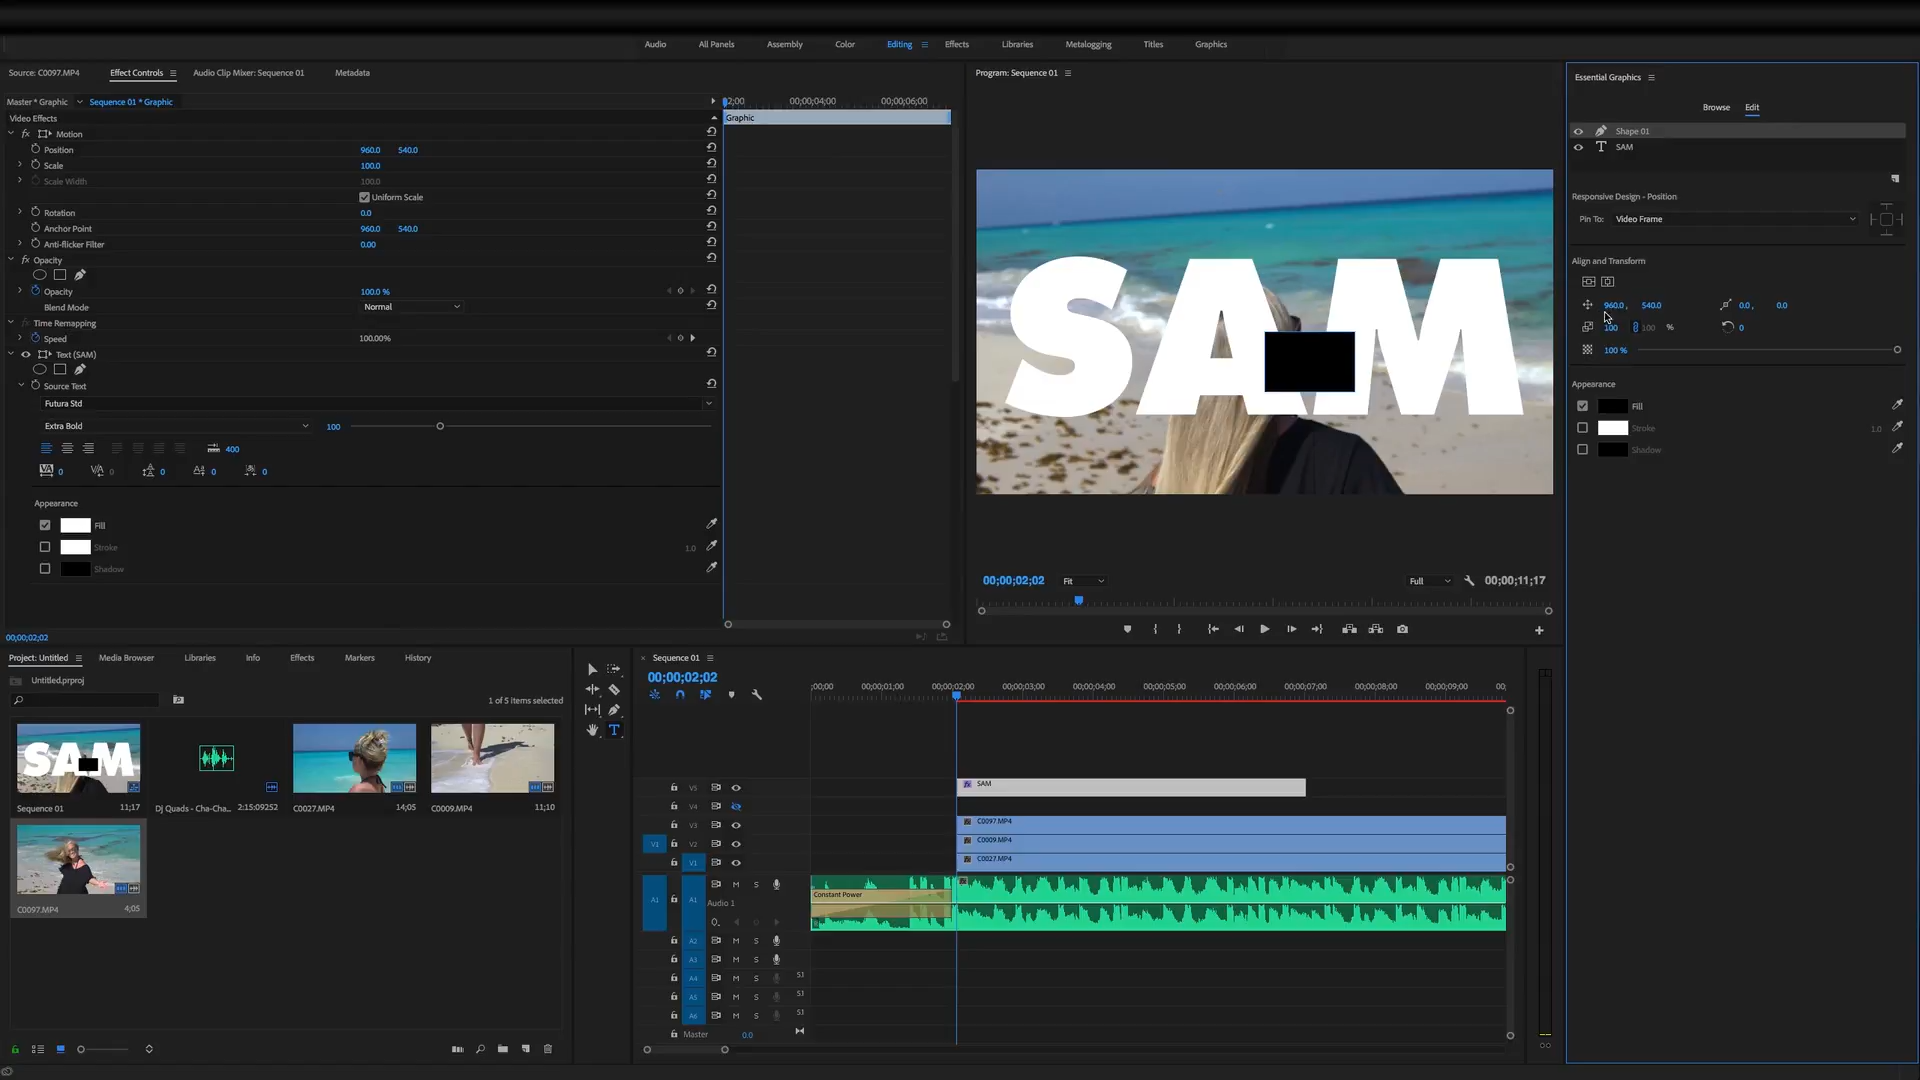 Audio All Panels Assembly Color Editing Effects Libraries Metalogging Titles Graphics
Source: C0097.MP4 Effect Controls Audio Clip Mixer: Sequence 01 Metadata
Master * Graphic Sequence 01 * Graphic
Video Effects
fx Motion
Position 960.0 540.0
Scale 100.0
Scale Width 100.0
Uniform Scale
Rotation 0.0
Anchor Point 960.0 540.0
Anti-flicker Filter 0.00
fx Opacity
Opacity 100.0 %
Blend Mode Normal
Time Remapping
Speed 100.00%
Text (SAM)
Source Text
Futura Std
Extra Bold 100
400
0 0 0 0 0
Appearance
Fill
Stroke 1.0
Shadow
00;00;02;02
2;00 00;00;04;00 00;00;06;00
Graphic
Program: Sequence 01
SAM
00;00;02;02 Fit Full 00;00;11;17
Essential Graphics
Browse Edit
Shape 01
T SAM
Responsive Design - Position
Pin To: Video Frame
Align and Transform
960.0 , 540.0 0.0 , 0.0
100 100 % 0
100 %
Appearance
Fill
Stroke 1.0
Shadow
Project: Untitled Media Browser Libraries Info Effects Markers History
Untitled.prproj
1 of 5 items selected
SAM
Sequence 01 11;17
Dj Quads - Cha-Cha... 2:15:09252
C0027.MP4 14;05
C0009.MP4 11;10
C0097.MP4 4;05
T
× Sequence 01
00;00;02;02
;00;00 00;00;01;00 00;00;02;00 00;00;03;00 00;00;04;00 00;00;05;00 00;00;06;00 00;00;07;00 00;00;08;00 00;00;09;00 00;
V5 SAM
V4
V3 C0097.MP4
V1 V2 C0009.MP4
V1 C0027.MP4
A1 A1 M S
Constant Power
Audio 1
A2 M S
A3 M S
A4 M S 5.1
A5 M S 5.1
A6 M S 5.1
Master 0.0